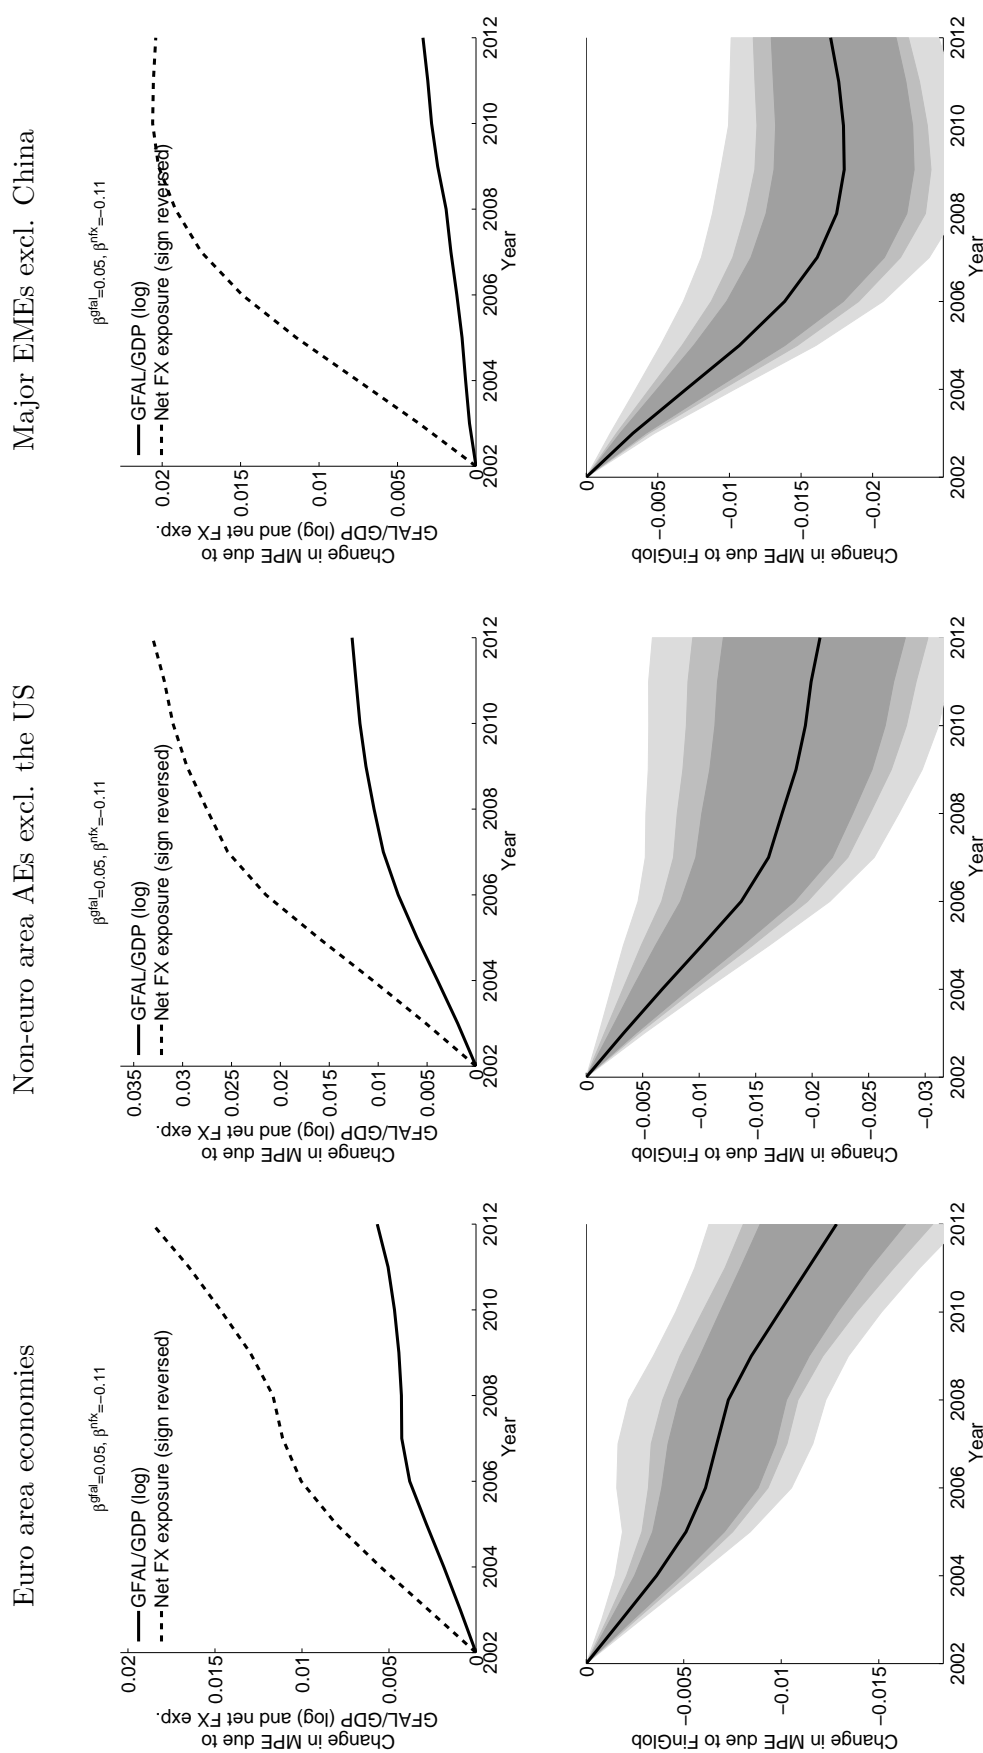 Euro area economies
β^gfal=0.05, β^nfx=−0.11
GFAL/GDP (log)
Net FX exposure (sign reversed)
Change in MPE due to
GFAL/GDP (log) and net FX exp.
0.02
0.015
0.01
0.005
0
2002 2004 2006 2008 2010 2012
Year
Change in MPE due to FinGlob
0
−0.005
−0.01
−0.015
2002 2004 2006 2008 2010 2012
Year
Non-euro area AEs excl. the US
β^gfal=0.05, β^nfx=−0.11
GFAL/GDP (log)
Net FX exposure (sign reversed)
Change in MPE due to
GFAL/GDP (log) and net FX exp.
0.035
0.03
0.025
0.02
0.015
0.01
0.005
0
2002 2004 2006 2008 2010 2012
Year
Change in MPE due to FinGlob
0
−0.005
−0.01
−0.015
−0.02
−0.025
−0.03
2002 2004 2006 2008 2010 2012
Year
Major EMEs excl. China
β^gfal=0.05, β^nfx=−0.11
GFAL/GDP (log)
Net FX exposure (sign reversed)
Change in MPE due to
GFAL/GDP (log) and net FX exp.
0.02
0.015
0.01
0.005
0
2002 2004 2006 2008 2010 2012
Year
Change in MPE due to FinGlob
0
−0.005
−0.01
−0.015
−0.02
2002 2004 2006 2008 2010 2012
Year